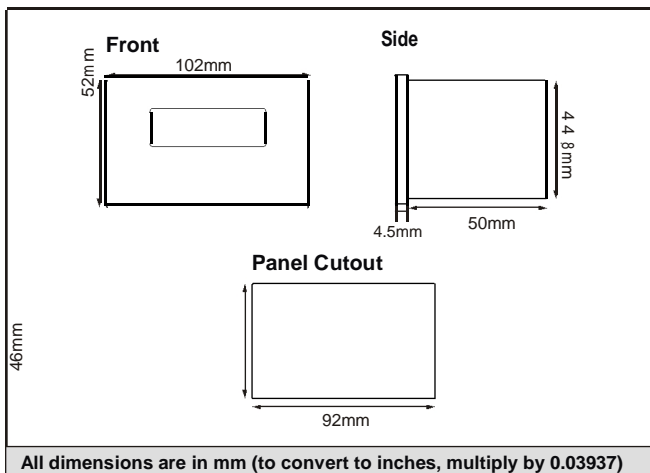 Front
Side
102mm
52mm
44 8mm
4.5mm
50mm
Panel Cutout
46mm
92mm
All dimensions are in mm (to convert to inches, multiply by 0.03937)